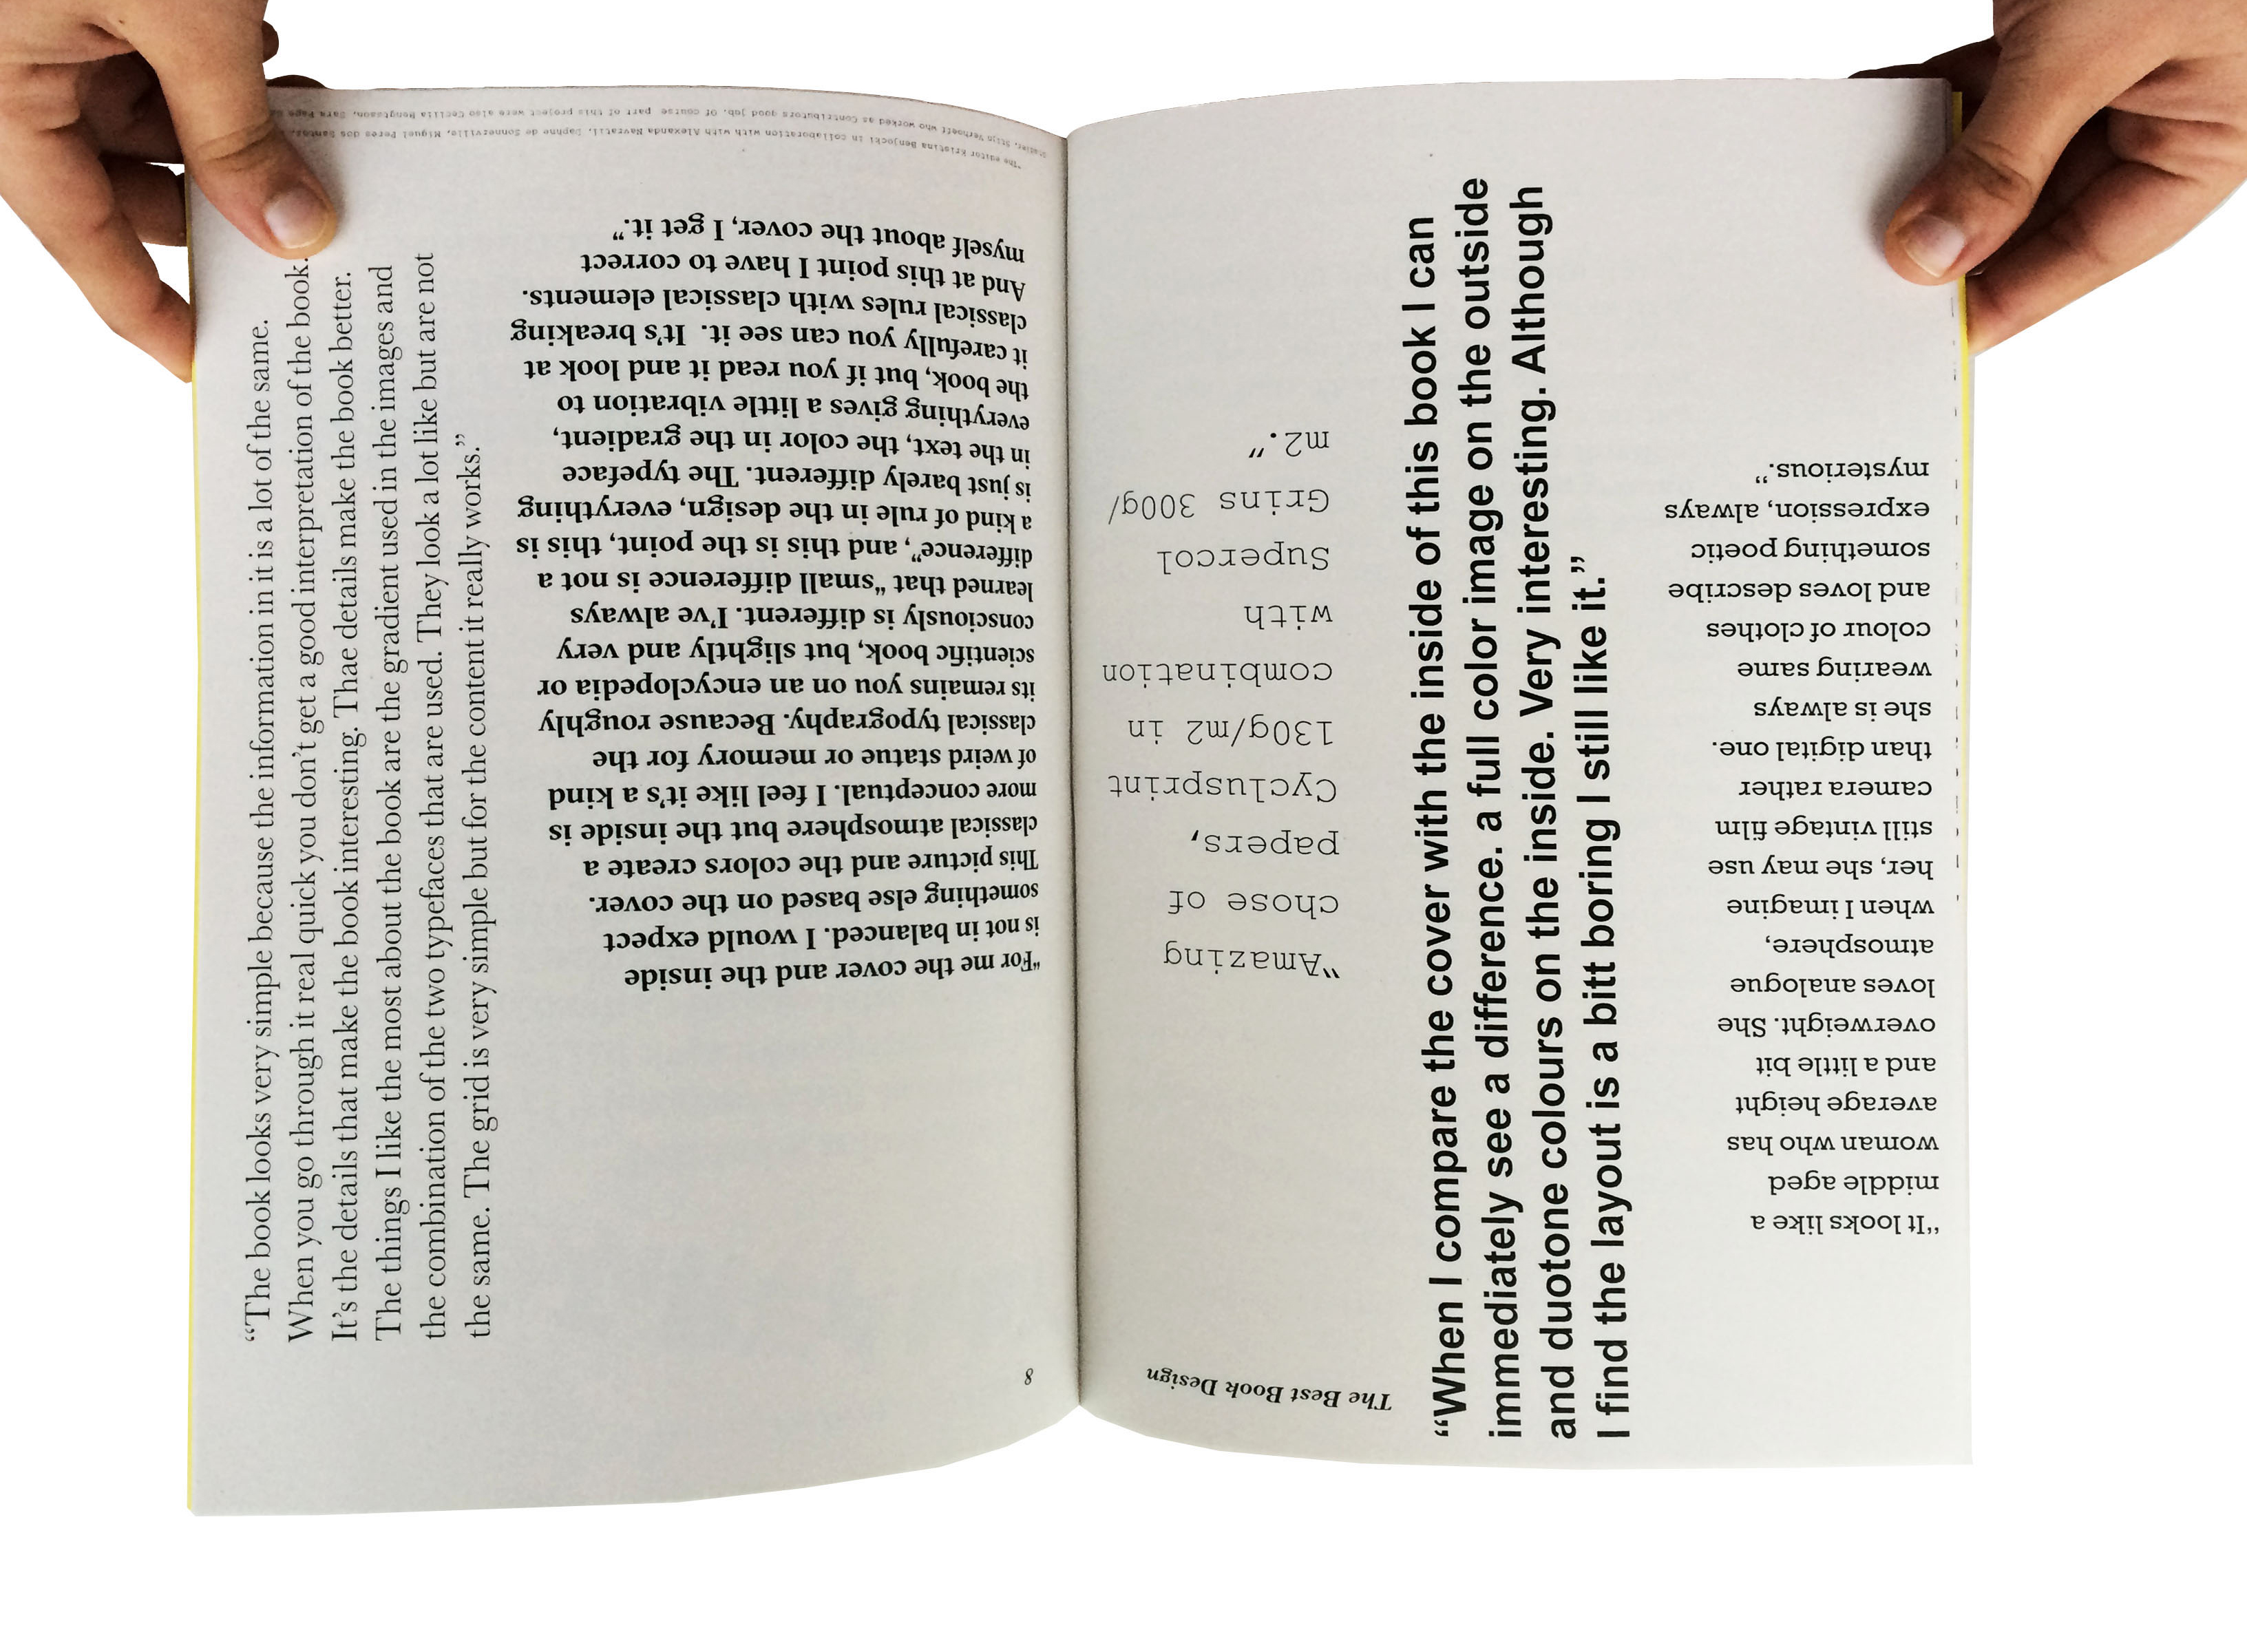 “The book looks very simple because the information in it is a lot of the same.
When you go through it real quick you don’t get a good interpretation of the book.
It’s the details that make the book interesting. Thae details make the book better.
The things I like the most about the book are the gradient used in the images and
the combination of the two typefaces that are used. They look a lot like but are not
the same. The grid is very simple but for the content it really works.”
“For me the cover and the inside
is not in balanced. I would expect
something else based on the cover.
This picture and the colors create a
classical atmosphere but the inside is
more conceptual. I feel like it’s a kind
of weird statue or memory for the
classical typography. Because roughly
its remains you on an encyclopedia or
scientific book, but slightly and very
consciously is different. I’ve always
learned that “small difference is not a
difference”, and this is the point, this is
a kind of rule in the design, everything
is just barely different. The typeface
in the text, the color in the gradient,
everything gives a little vibration to
the book, but if you read it and look at
it carefully you can see it. It’s breaking
classical rules with classical elements.
And at this point I have to correct
myself about the cover, I get it.”
"The editor Kristina Benjocki in collaboration with with Alexanda Navratil, Daphne de Sonneville, Miguel Peres dos Santos,
Stijn Verhoeff who worked as Contributors good job. Of course part of this project were also Cecilia Bengtsson, Sara
8
The Best Book Design
“Amazing
chose of
papers,
Cyclusprint
130g/m2 in
combination
with
Supercol
Grins 300g/
m2.”
“When I compare the cover with the inside of this book I can
immediately see a difference. a full color image on the outside
and duotone colours on the inside. Very interesting. Although
I find the layout is a bitt boring I still like it.”
“It looks like a
middle aged
woman who has
average height
and a little bit
overweight. She
loves analogue
atmosphere,
when I imagine
her, she may use
still vintage film
camera rather
than digital one.
she is always
wearing same
colour of clothes
and loves describe
something poetic
expression, always
mysterious.”